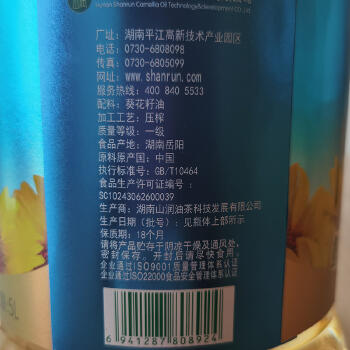 Hunan Shanrun Camellia Oil Technology&development CO., Ltd
厂址：湖南平江高新技术产业园区
电话：0730-6808098
传真：0730-6805099
www.shanrun.com
服务热线：400 840 5533
配料：葵花籽油
加工工艺：压榨
质量等级：一级
食品产地：湖南岳阳
原料原产国：中国
执行标准号：GB/T10464
食品生产许可证编号：
SC10243062600039
生产商：湖南山润油茶科技发展有限公司
生产日期（批号）：见瓶体上部所示
保质期：18个月
请将产品贮存于阴凉干燥及通风处，
密封保存。开封后请尽快食用。
企业通过ISO9001质量管理体系认证
企业通过ISO22000食品安全管理体系认证
6 941287 808924
5L